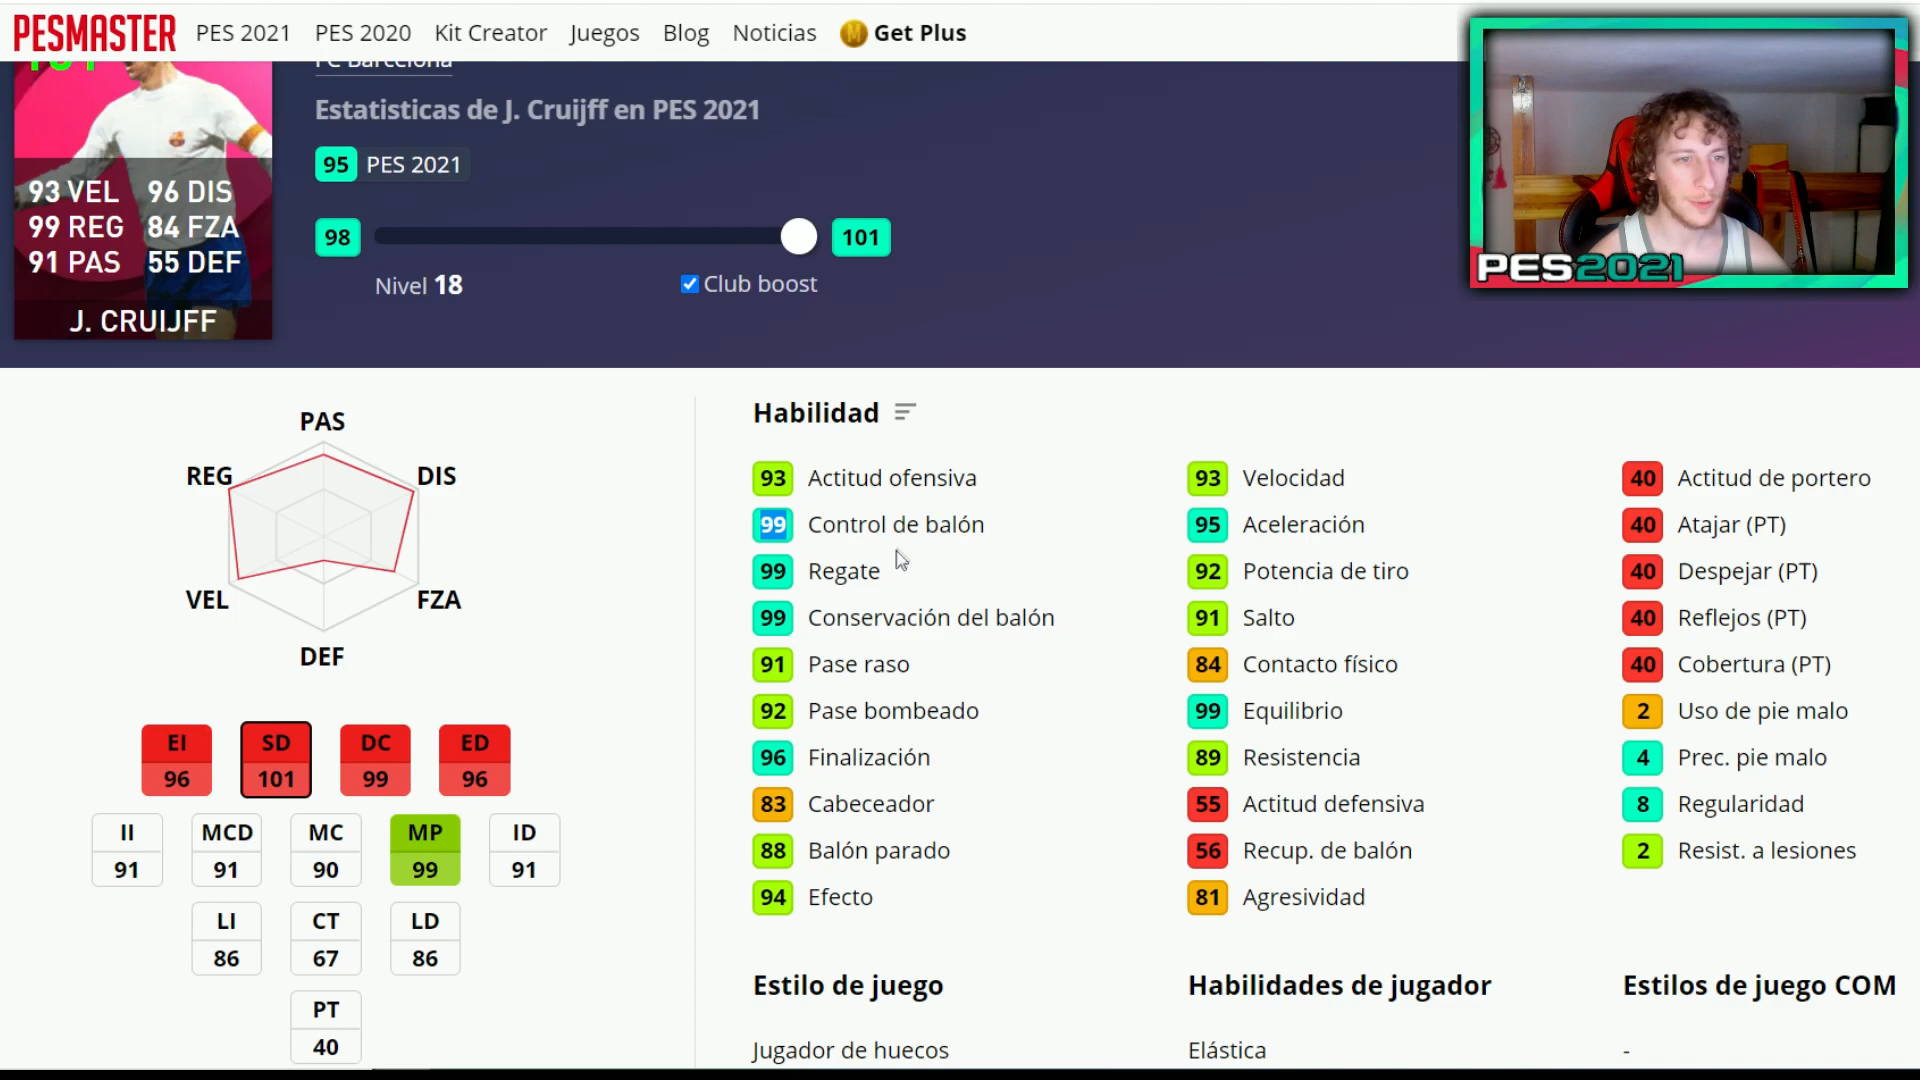 PESMASTER PES 2021 PES 2020 Kit Creator Juegos Blog Noticias Get Plus
FC Barcelona
Estatisticas de J. Cruijff en PES 2021
95 PES 2021
98 101
Nivel 18 Club boost
93 VEL 96 DIS
99 REG 84 FZA
91 PAS 55 DEF
J. CRUIJFF
PES2021
PAS
REG DIS
VEL FZA
DEF
EI SD DC ED
96 101 99 96
II MCD MC MP ID
91 91 90 99 91
LI CT LD
86 67 86
PT
40
Habilidad
93 Actitud ofensiva
99 Control de balón
99 Regate
99 Conservación del balón
91 Pase raso
92 Pase bombeado
96 Finalización
83 Cabeceador
88 Balón parado
94 Efecto
93 Velocidad
95 Aceleración
92 Potencia de tiro
91 Salto
84 Contacto físico
99 Equilibrio
89 Resistencia
55 Actitud defensiva
56 Recup. de balón
81 Agresividad
40 Actitud de portero
40 Atajar (PT)
40 Despejar (PT)
40 Reflejos (PT)
40 Cobertura (PT)
2 Uso de pie malo
4 Prec. pie malo
8 Regularidad
2 Resist. a lesiones
Estilo de juego
Jugador de huecos
Habilidades de jugador
Elástica
Estilos de juego COM
-